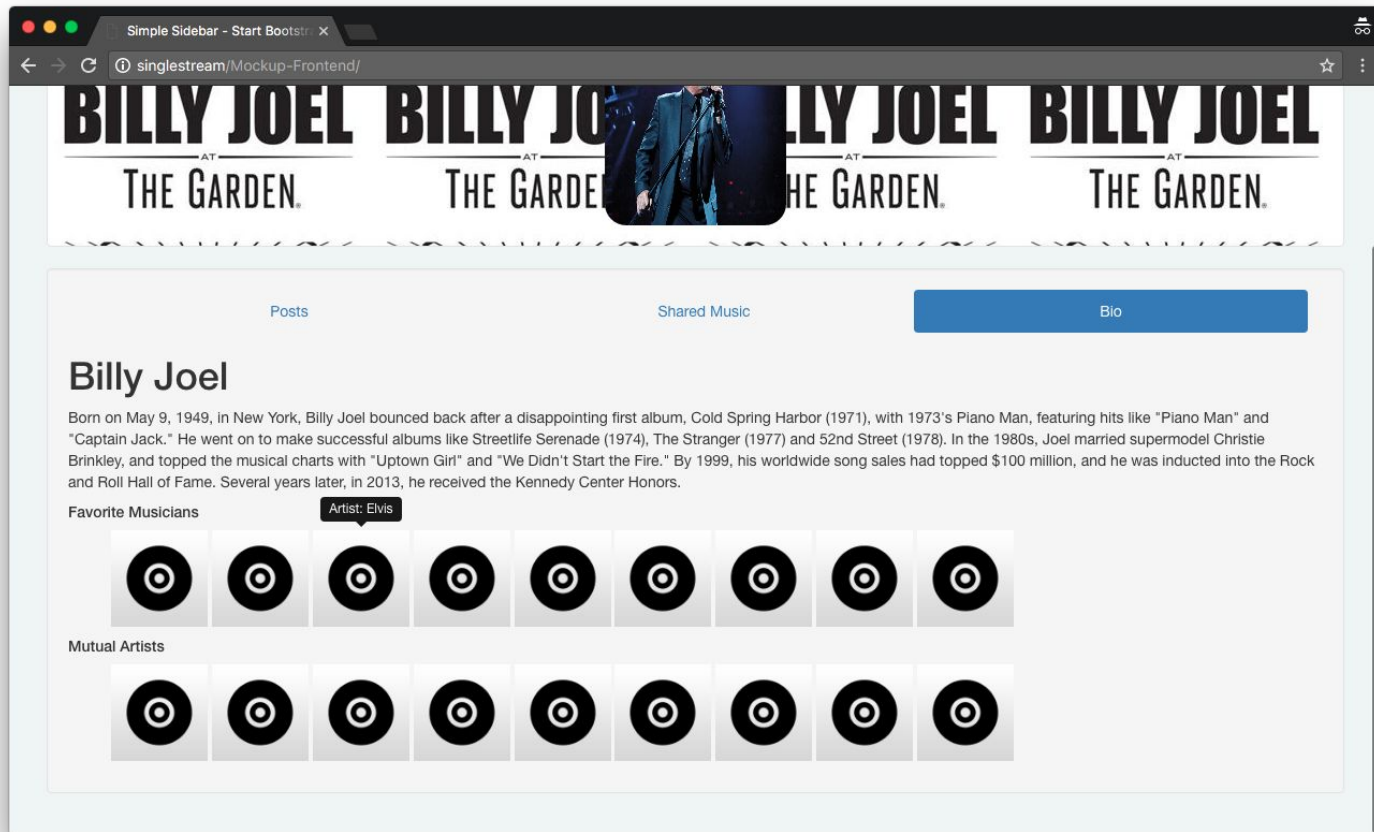 Simple Sidebar - Start Bootstr
singlestream/Mockup-Frontend/
BILLY JOEL BILLY JO LLY JOEL BILLY JOEL
AT AT AT AT
THE GARDEN® THE GARDE HE GARDEN® THE GARDEN®
Posts Shared Music Bio
Billy Joel
Born on May 9, 1949, in New York, Billy Joel bounced back after a disappointing first album, Cold Spring Harbor (1971), with 1973's Piano Man, featuring hits like "Piano Man" and
"Captain Jack." He went on to make successful albums like Streetlife Serenade (1974), The Stranger (1977) and 52nd Street (1978). In the 1980s, Joel married supermodel Christie
Brinkley, and topped the musical charts with "Uptown Girl" and "We Didn't Start the Fire." By 1999, his worldwide song sales had topped $100 million, and he was inducted into the Rock
and Roll Hall of Fame. Several years later, in 2013, he received the Kennedy Center Honors.
Favorite Musicians
Artist: Elvis
Mutual Artists